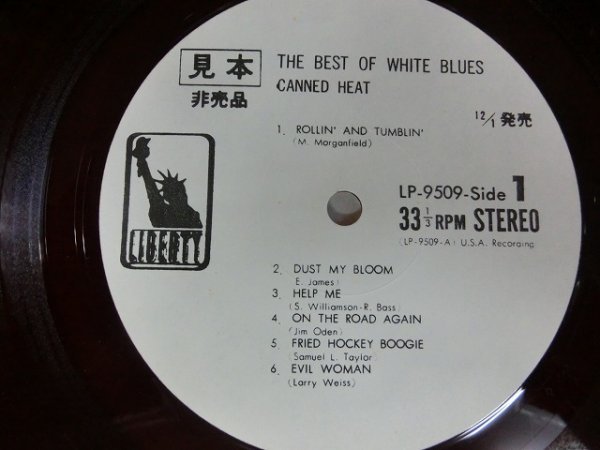 見本
非売品
THE BEST OF WHITE BLUES
CANNED HEAT
12/1 発売
1. ROLLIN' AND TUMBLIN'
(M. Marganfield)
LIBERTY
LP-9509-Side 1
33 1/3 RPM STEREO
(LP-9509-A) U.S.A. Recording
2. DUST MY BLOOM
E. James)
3. HELP ME
(S. Williamson-R. Bass)
4. ON THE ROAD AGAIN
(Jim Oden)
5. FRIED HOCKEY BOOGIE
(Samuel L. Taylor)
6. EVIL WOMAN
(Larry Weiss)